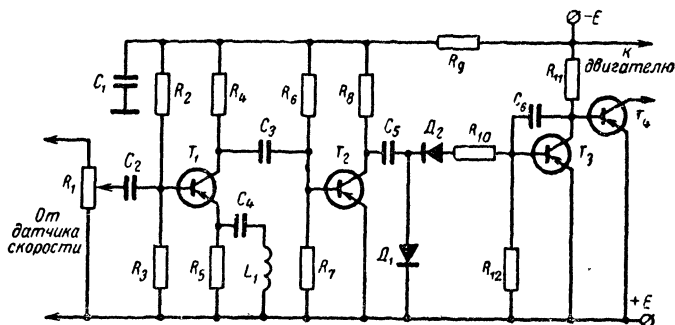 -E
к
двигателю
R9
R11
C1
R2
R4
R6
R8
C3
C5
Д2
R10
C6
T4
T1
T2
T3
C2
R1
C4
От
датчика
скорости
R3
R5
L1
R7
Д1
R12
+E